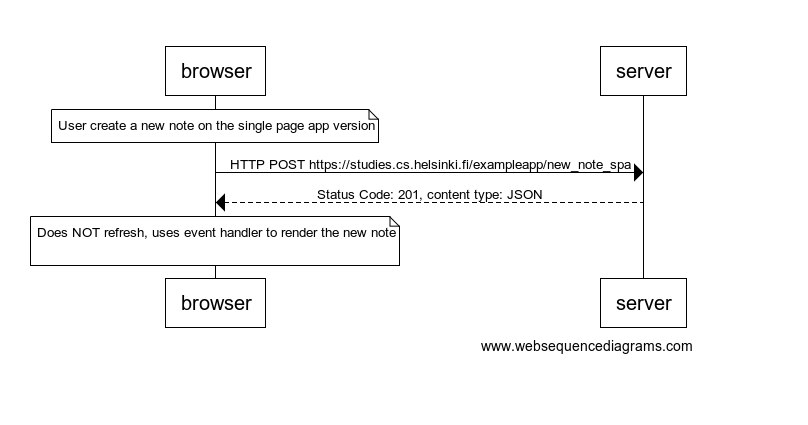 browser
server
User create a new note on the single page app version
HTTP POST https://studies.cs.helsinki.fi/exampleapp/new_note_spa
Status Code: 201, content type: JSON
Does NOT refresh, uses event handler to render the new note
browser
server
www.websequencediagrams.com